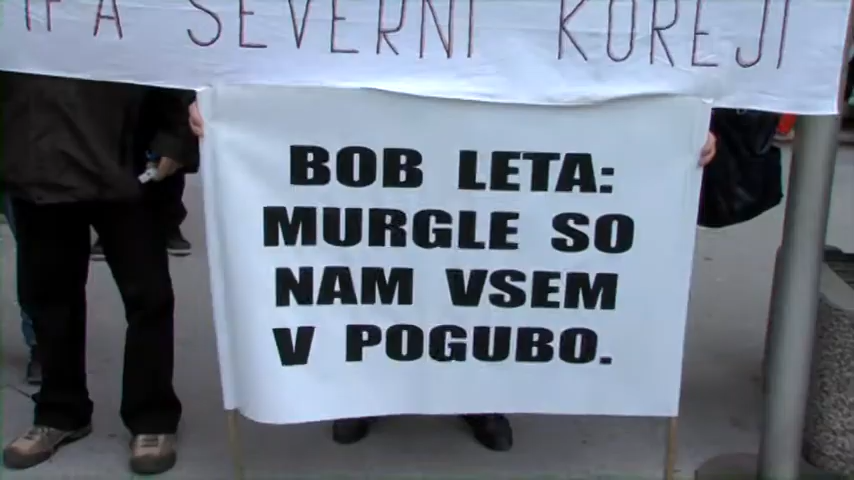 SEVERNI KOREJI
BOB LETA:
MURGLE SO
NAM VSEM
V POGUBO.